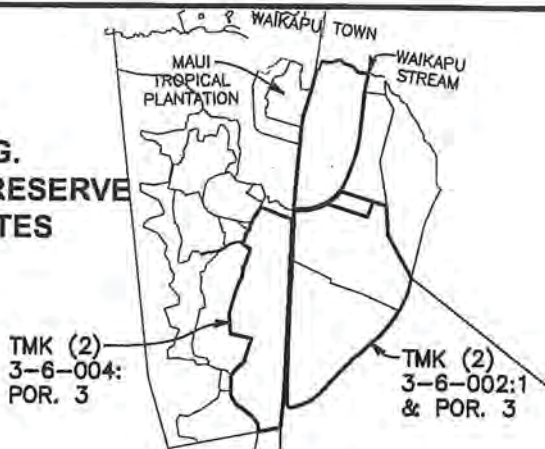 WAIKAPU TOWN
MAUI
TROPICAL
PLANTATION
WAIKAPU
STREAM
G.
RESERVE
TES
TMK (2)
3-6-004:
POR. 3
TMK (2)
3-6-002:1
& POR. 3